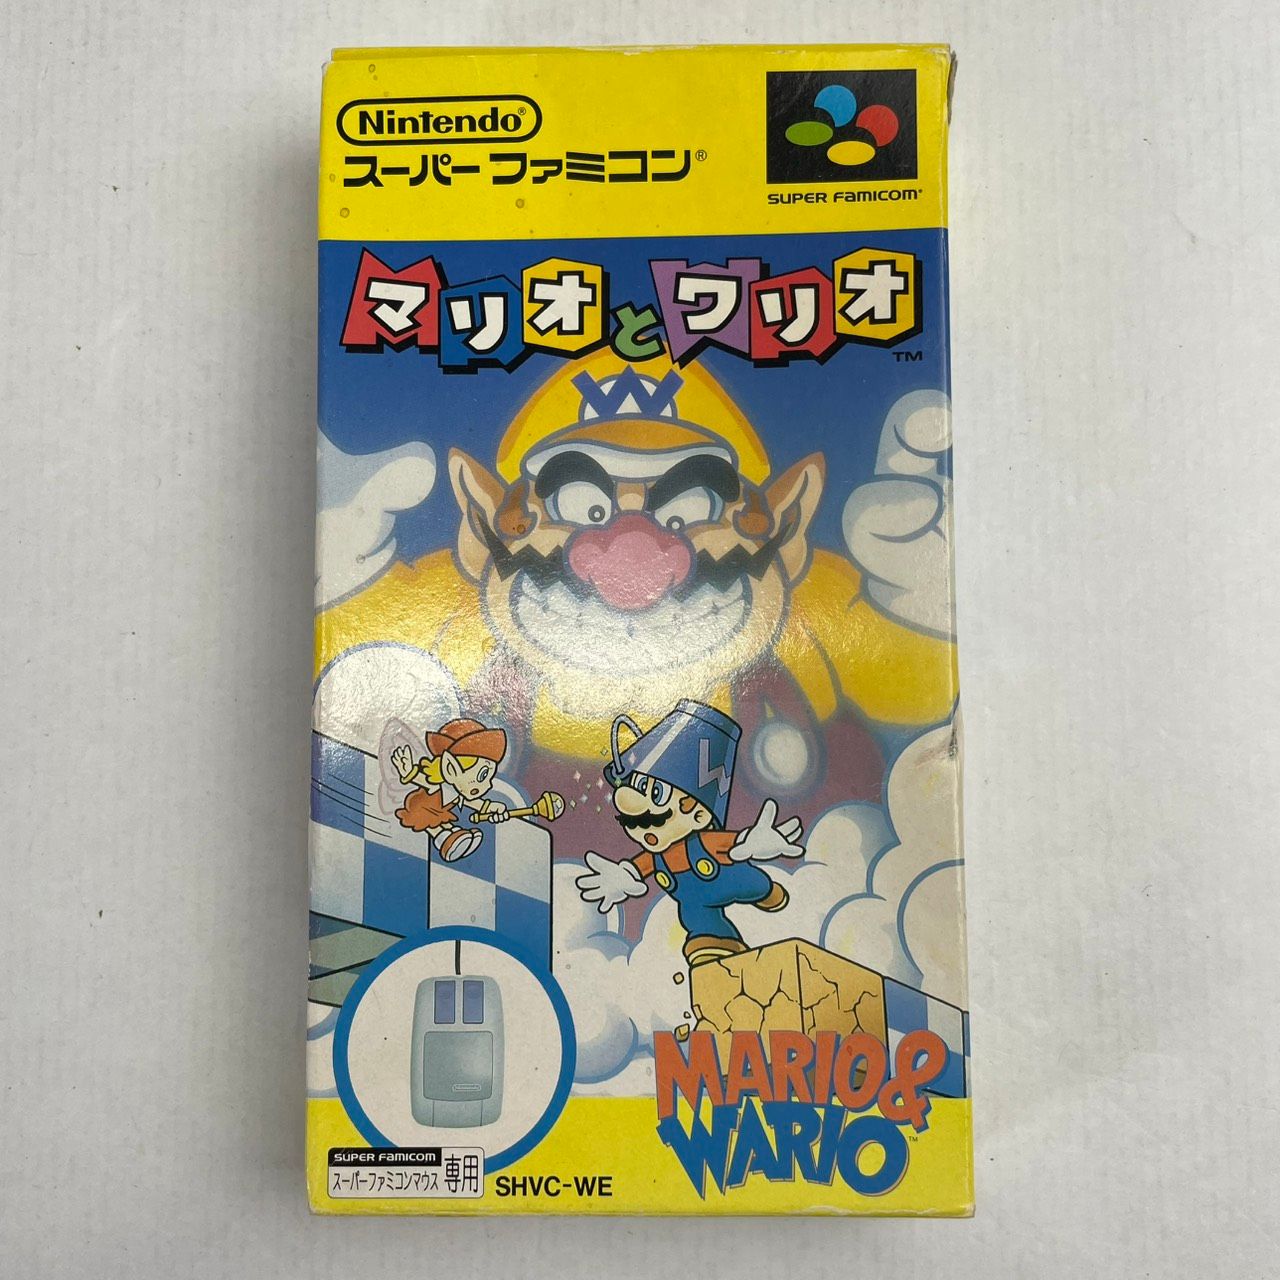 Nintendo®
スーパーファミコン®
SUPER FAMICOM®
マリオとワリオ
TM
W
W
Nintendo
MARIO&
WARIO
TM
SUPER FAMICOM
スーパーファミコンマウス 専用
SHVC-WE